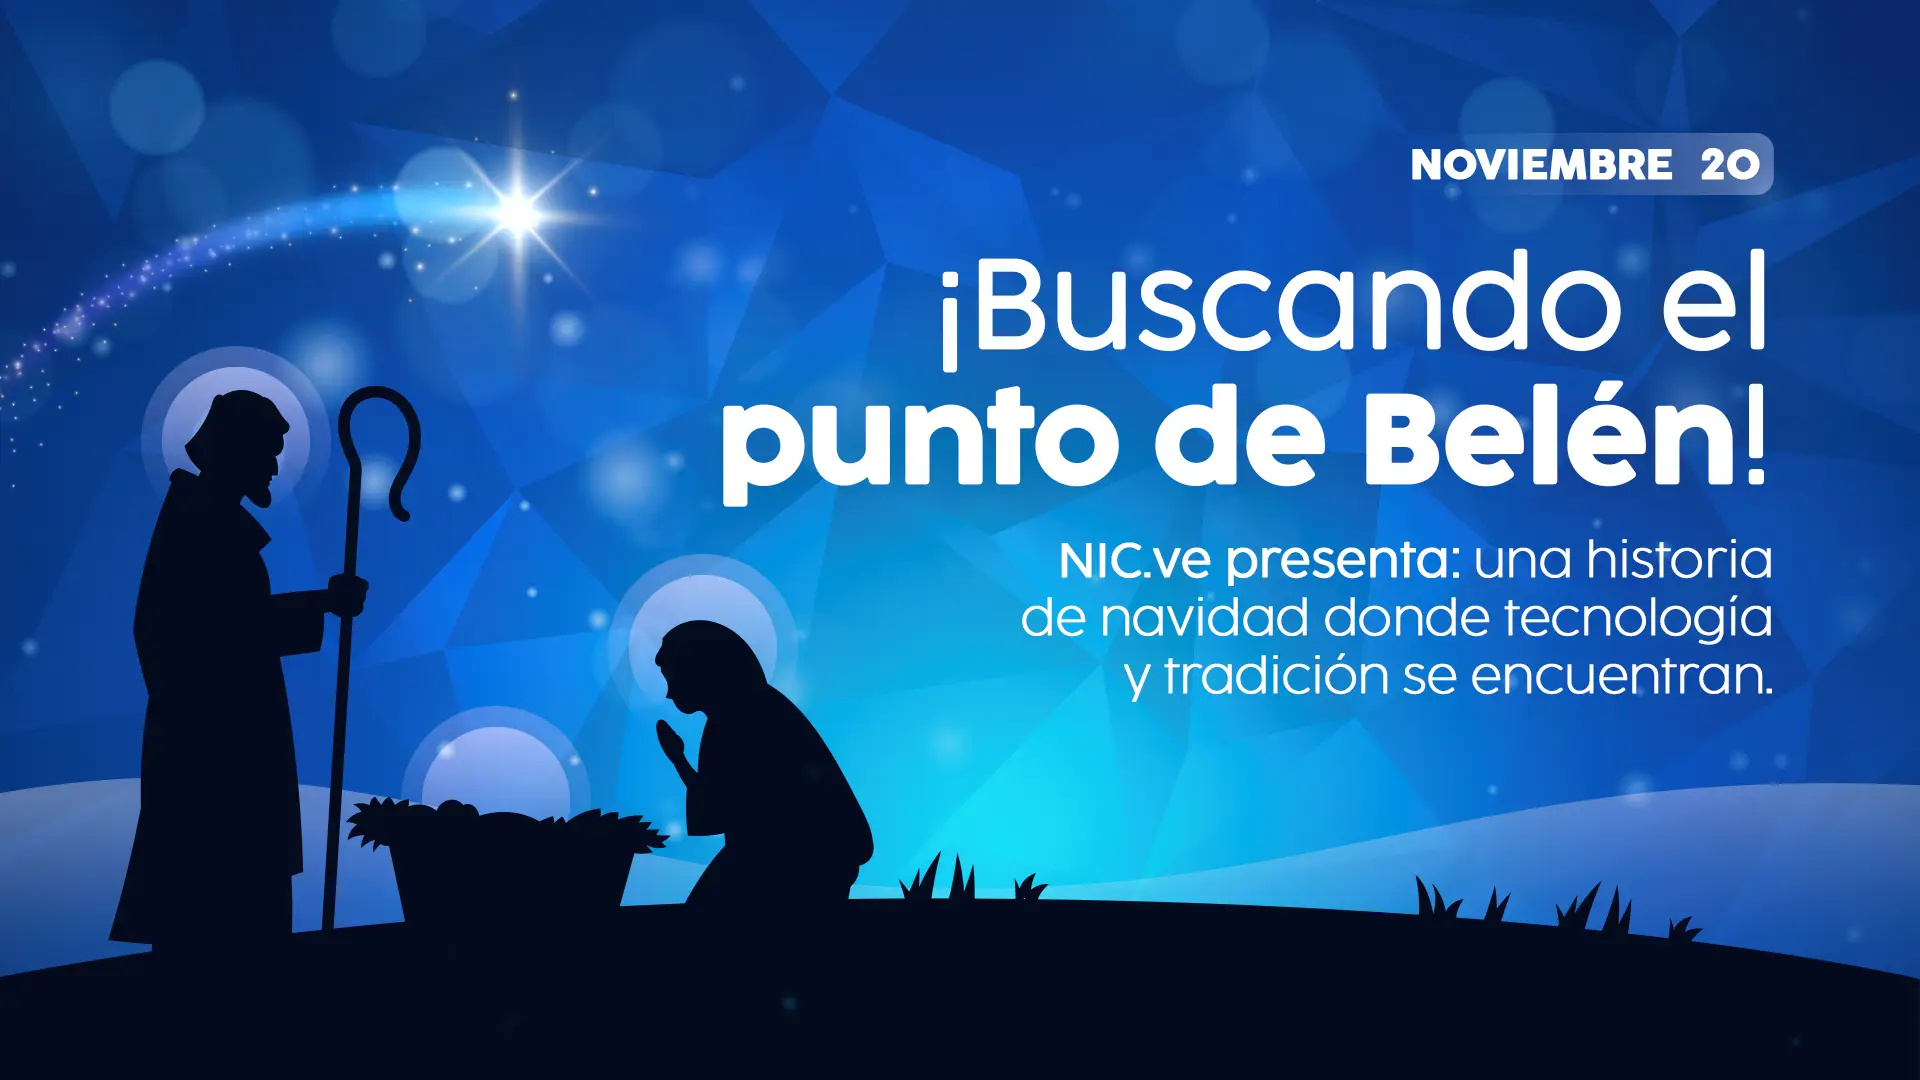 NOVIEMBRE 20
¡Buscando el
punto de Belén!
NIC.ve presenta: una historia
de navidad donde tecnología
y tradición se encuentran.